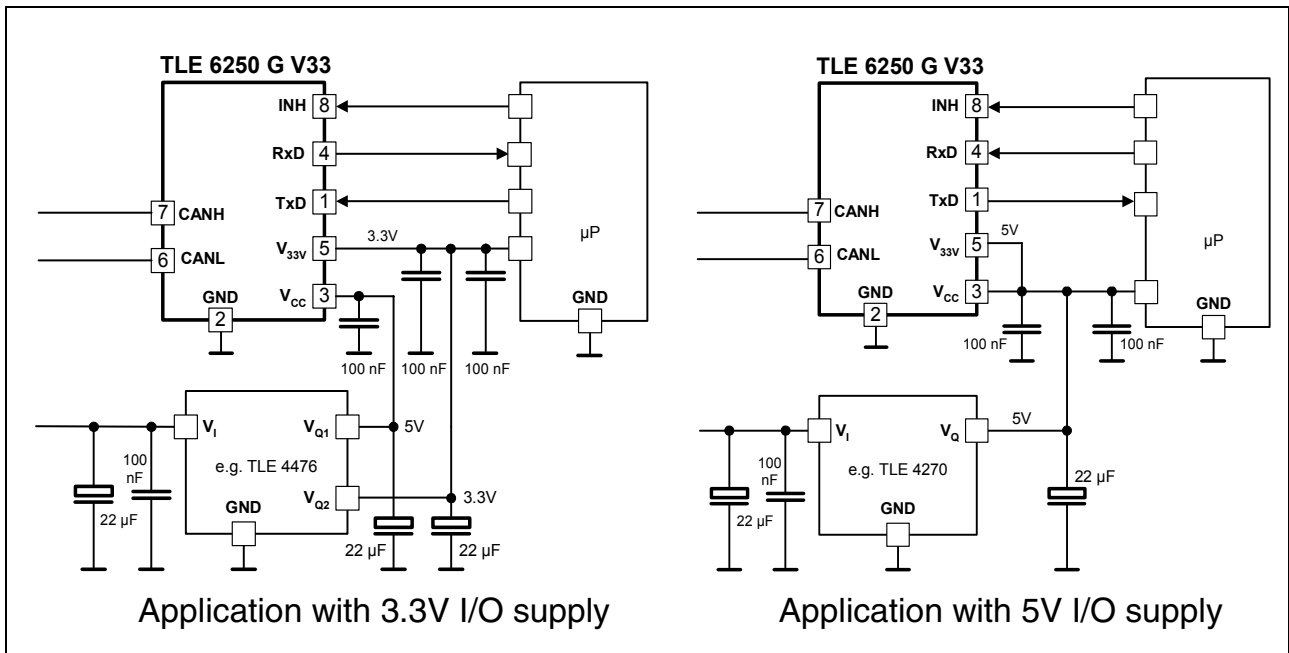 TLE 6250 G V33
INH 8
RxD 4
TxD 1
7 CANH
6 CANL
V33V 5
3.3V
VCC 3
GND
2
µP
GND
100 nF
100 nF
100 nF
VI
VQ1
5V
e.g. TLE 4476
VQ2
3.3V
GND
100
nF
22 µF
22 µF
22 µF
Application with 3.3V I/O supply
TLE 6250 G V33
INH 8
RxD 4
TxD 1
7 CANH
6 CANL
V33V 5
5V
VCC 3
GND
2
µP
GND
100 nF
100 nF
VI
VQ
5V
e.g. TLE 4270
GND
100
nF
22 µF
22 µF
Application with 5V I/O supply